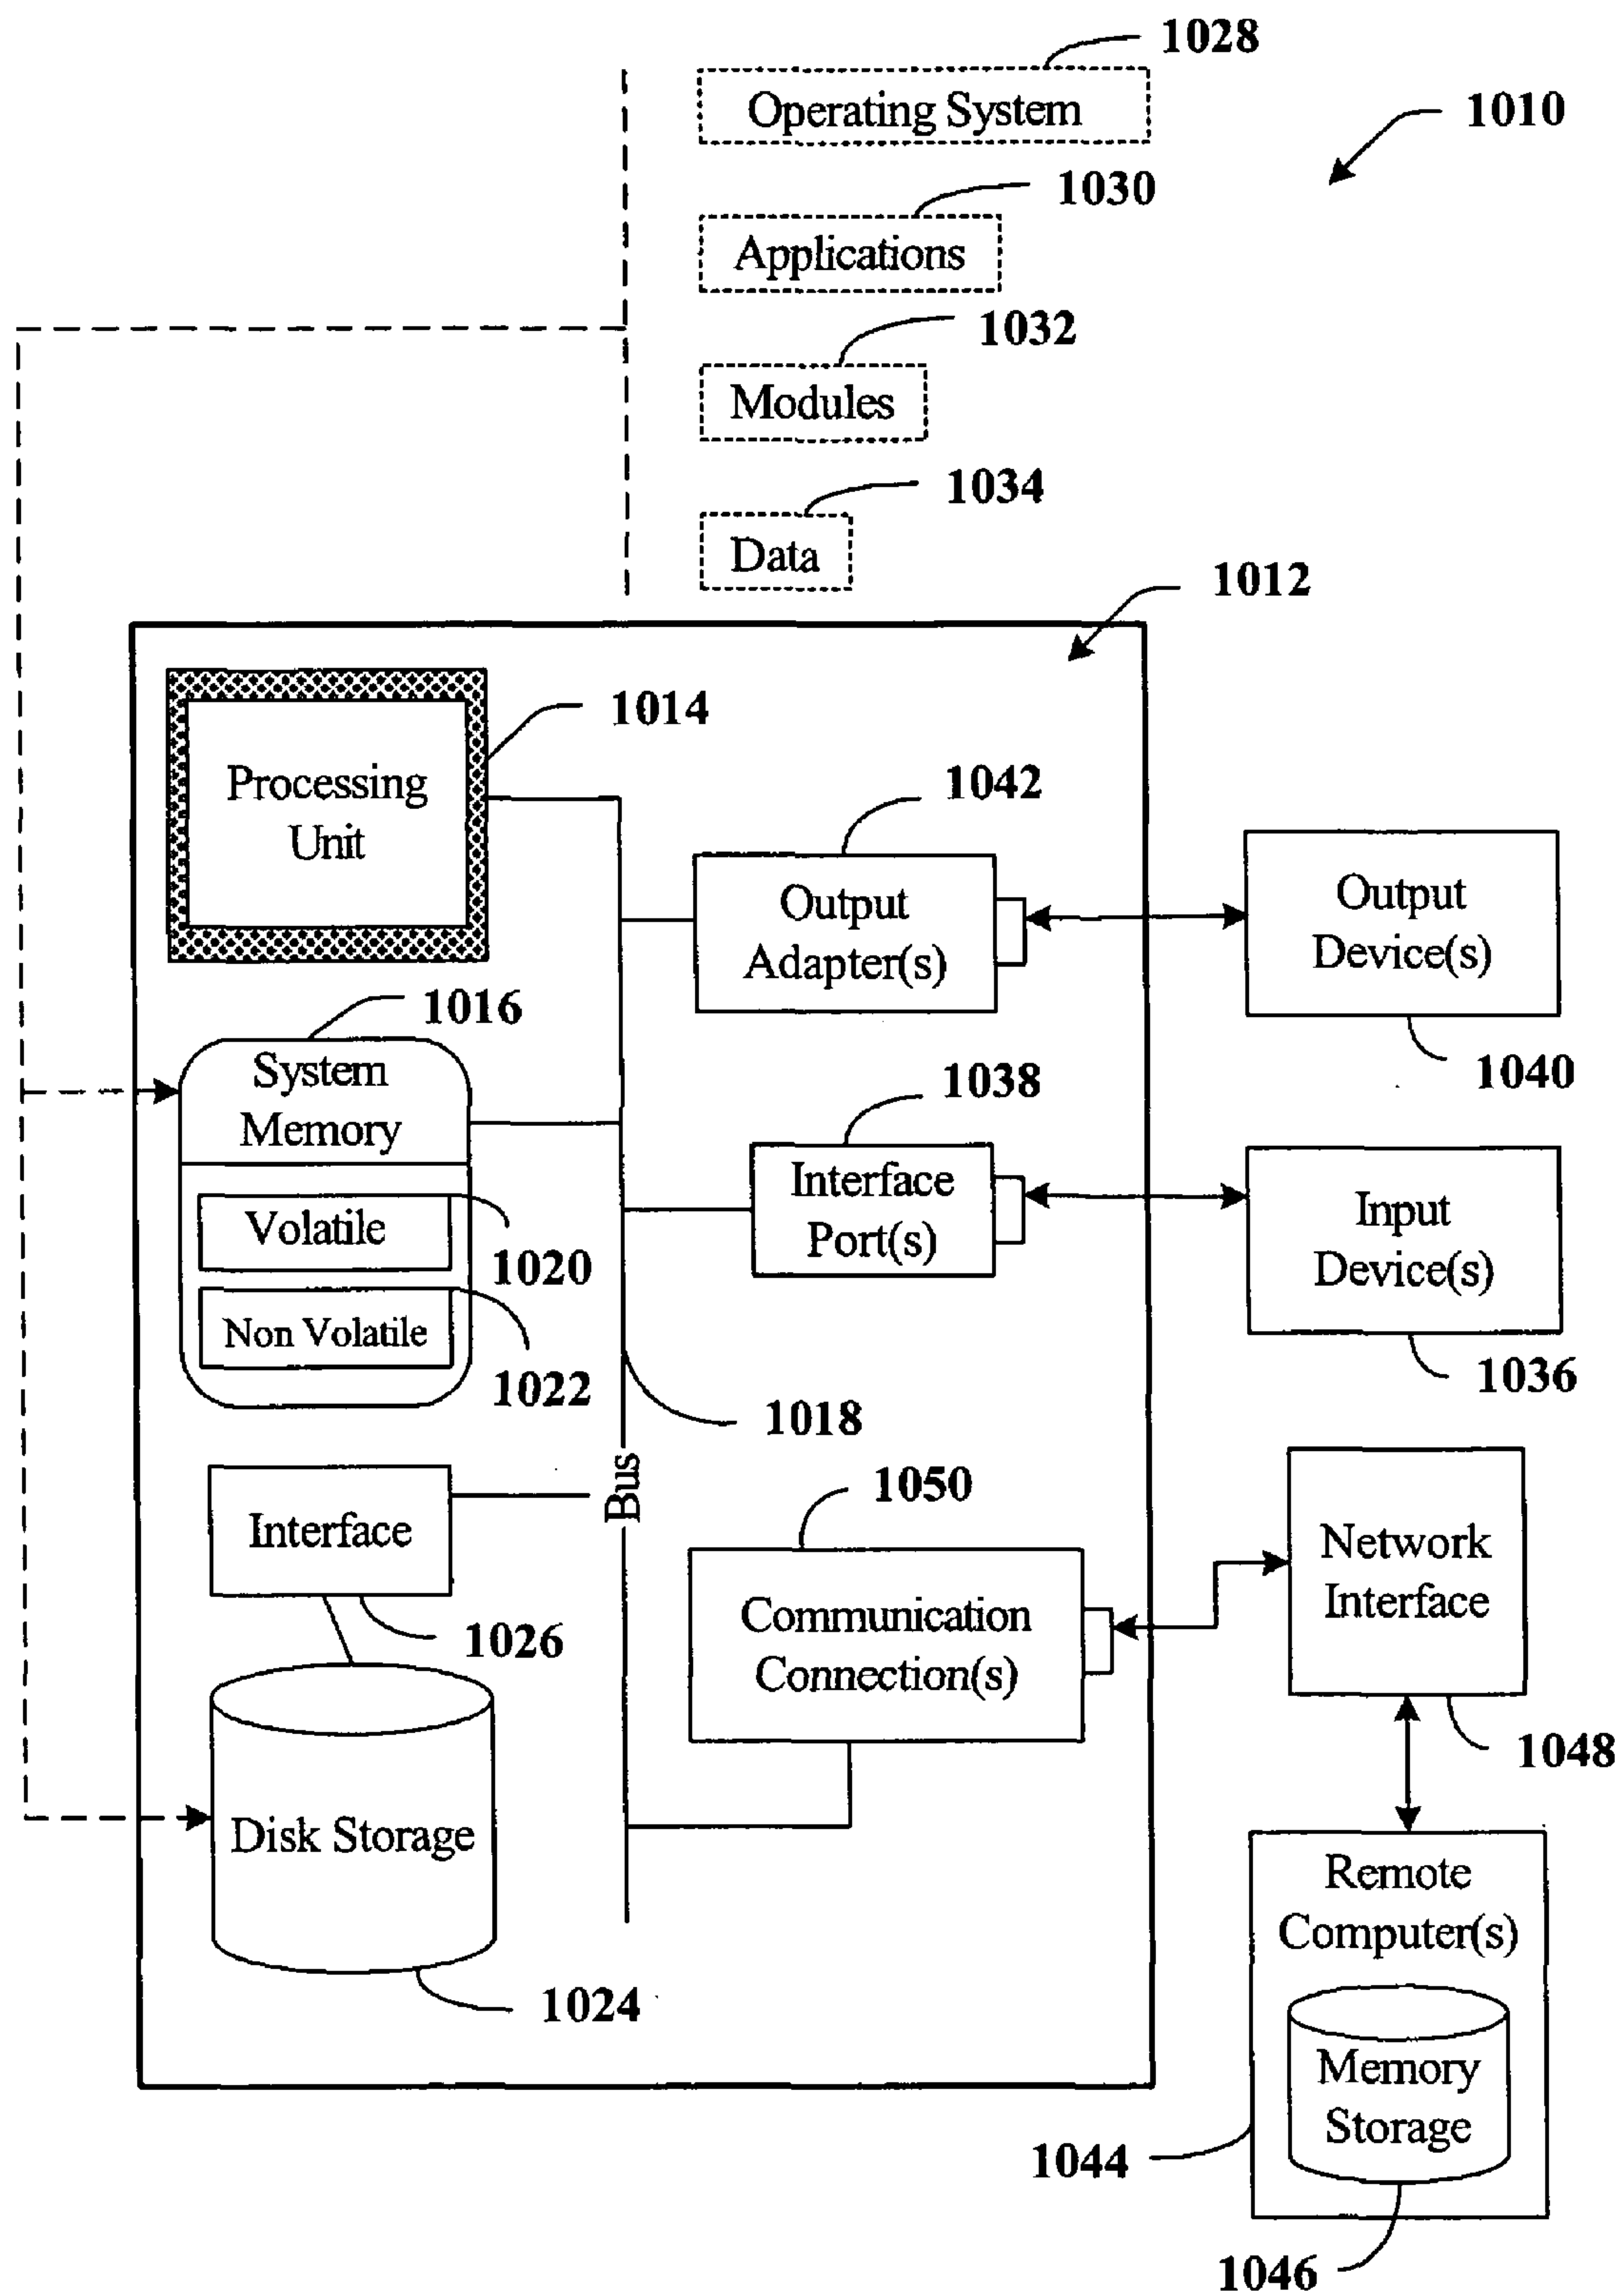 1028
Operating System
1010
1030
Applications
1032
Modules
1034
Data
1012
1014
Processing
Unit
1042
Output
Adapter(s)
Output
Device(s)
1040
1016
System
Memory
Volatile
1020
Non Volatile
1022
1038
Interface
Port(s)
Input
Device(s)
1036
1018
Bus
Interface
1026
1050
Communication
Connection(s)
Network
Interface
1048
Disk Storage
1024
Remote
Computer(s)
Memory
Storage
1044
1046